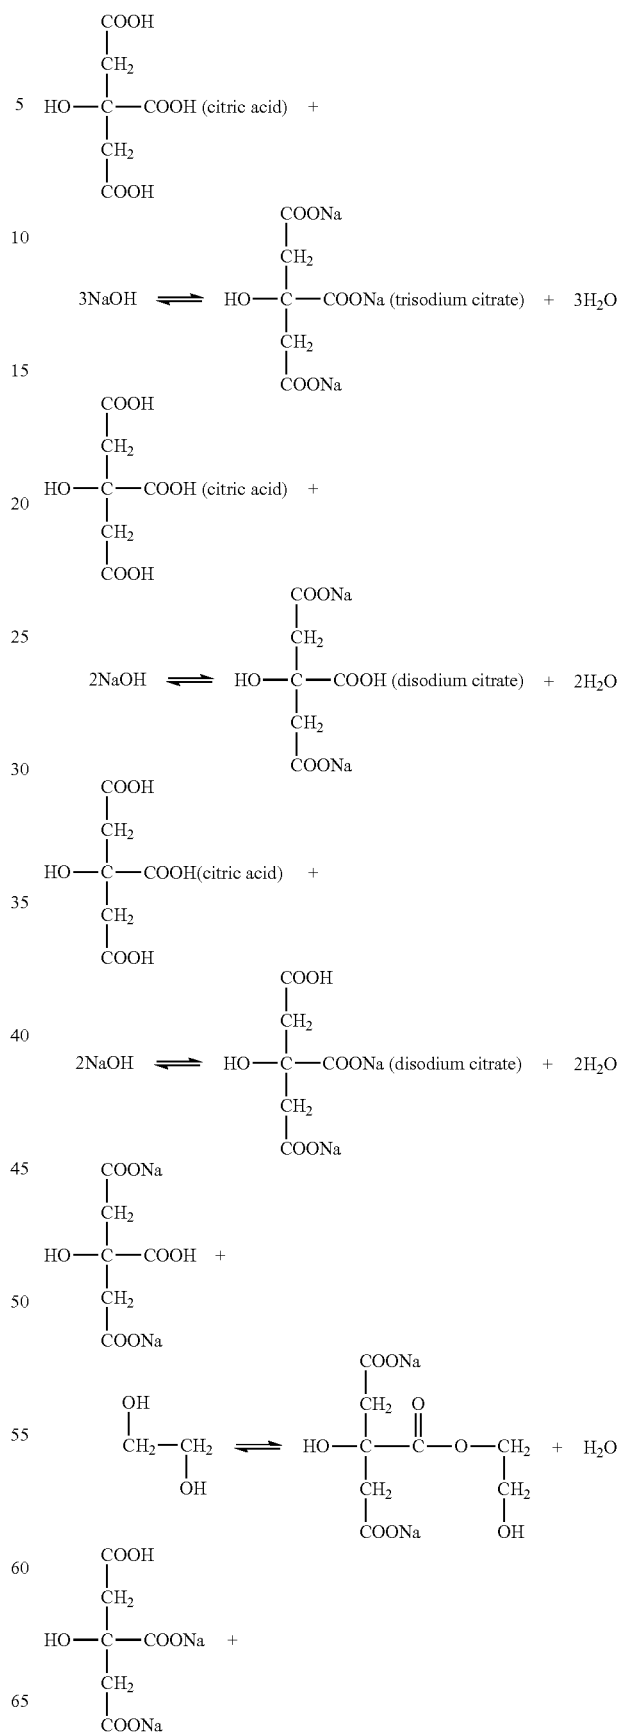 COOH
CH2
5 HO—C—COOH (citric acid) +
CH2
COOH
COONa
10
CH2
3NaOH ⇌ HO—C—COONa (trisodium citrate) + 3H2O
CH2
15
COONa
COOH
CH2
HO—C—COOH (citric acid) +
20
CH2
COOH
COONa
25
CH2
2NaOH ⇌ HO—C—COOH (disodium citrate) + 2H2O
CH2
COONa
30
COOH
CH2
HO—C—COOH(citric acid) +
35
CH2
COOH
COOH
CH2
40
2NaOH ⇌ HO—C—COONa (disodium citrate) + 2H2O
CH2
COONa
45
COONa
CH2
HO—C—COOH +
CH2
50
COONa
COONa
OH CH2 O
55
CH2—CH2 ⇌ HO—C—C—O—CH2 + H2O
OH CH2 CH2
COONa OH
COOH
60
CH2
HO—C—COONa +
CH2
65
COONa